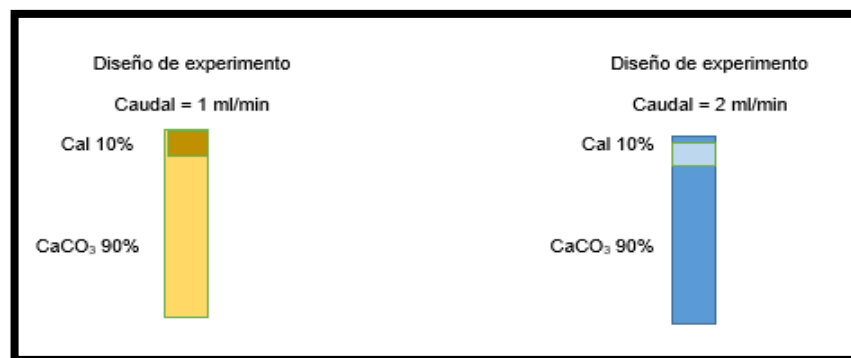 Diseño de experimento
Caudal = 1 ml/min
Cal 10%
CaCO₃ 90%
Diseño de experimento
Caudal = 2 ml/min
Cal 10%
CaCO₃ 90%